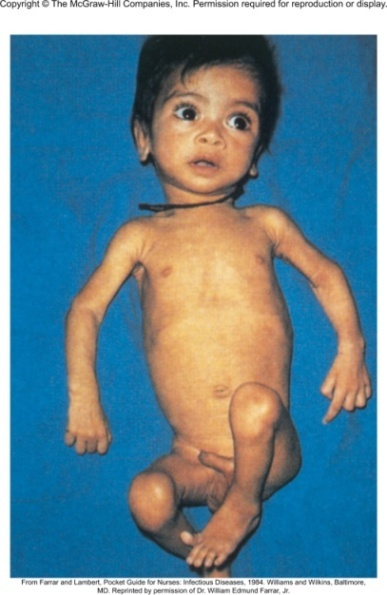 Copyright © The McGraw-Hill Companies, Inc. Permission required for reproduction or display.
From Farrar and Lambert, Pocket Guide for Nurses: Infectious Diseases, 1984. Williams and Wilkins, Baltimore,
MD. Reprinted by permission of Dr. William Edmund Farrar, Jr.